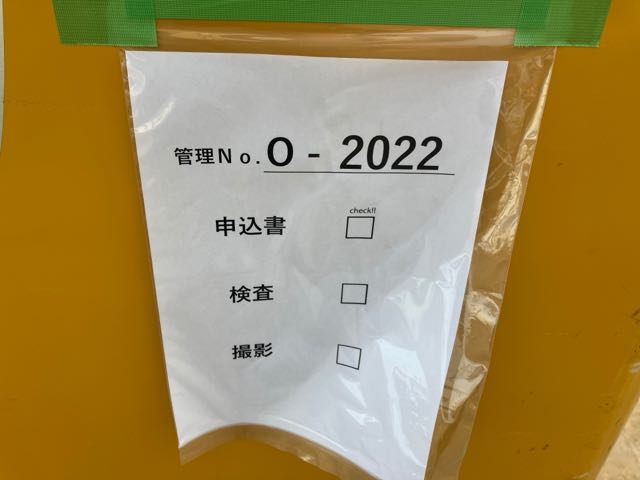 管理No. O - 2022
check!!
申込書 □
検査 □
撮影 □